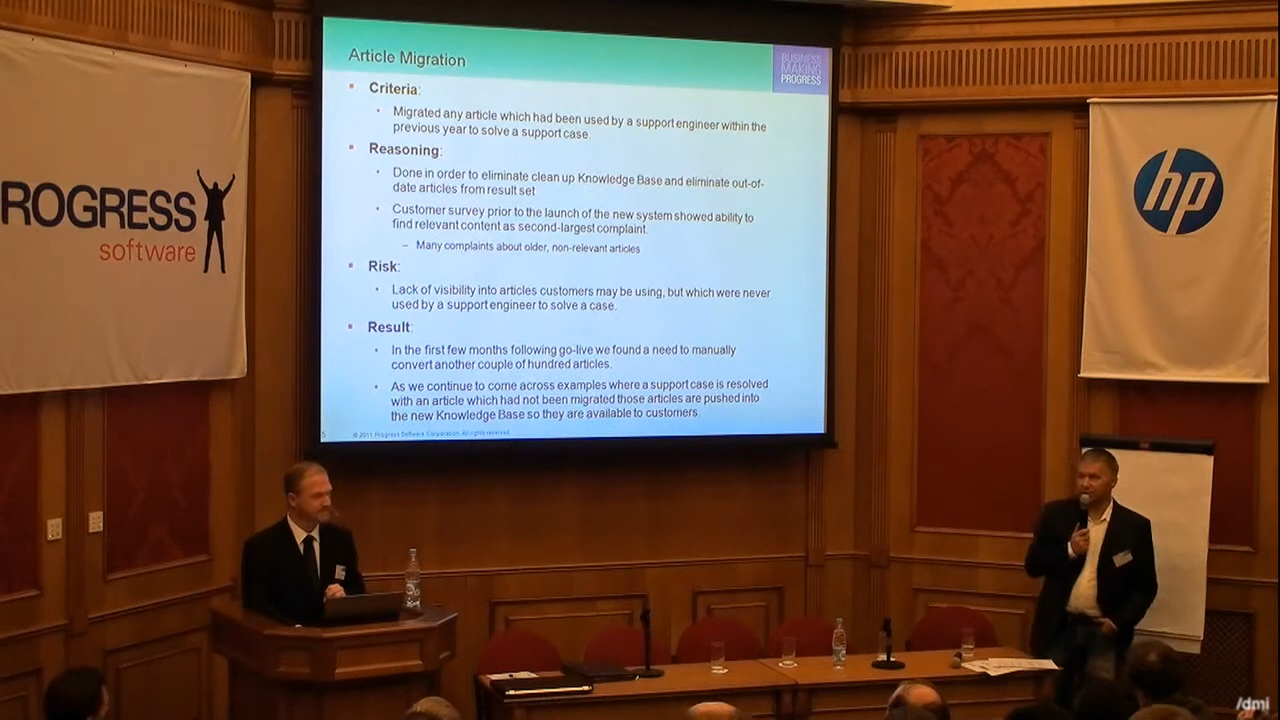 Article Migration
BUSINESS
MAKING
PROGRESS
Criteria:
Migrated any article which had been used by a support engineer within the
previous year to solve a support case.
Reasoning:
Done in order to eliminate clean up Knowledge Base and eliminate out-of-
date articles from result set
Customer survey prior to the launch of the new system showed ability to
find relevant content as second-largest complaint.
– Many complaints about older, non-relevant articles
Risk:
Lack of visibility into articles customers may be using, but which were never
used by a support engineer to solve a case.
Result:
In the first few months following go-live we found a need to manually
convert another couple of hundred articles.
As we continue to come across examples where a support case is resolved
with an article which had not been migrated those articles are pushed into
the new Knowledge Base so they are available to customers.
5
© 2011 Progress Software Corporation. All rights reserved.
ROGRESS
software
hp
/dmi